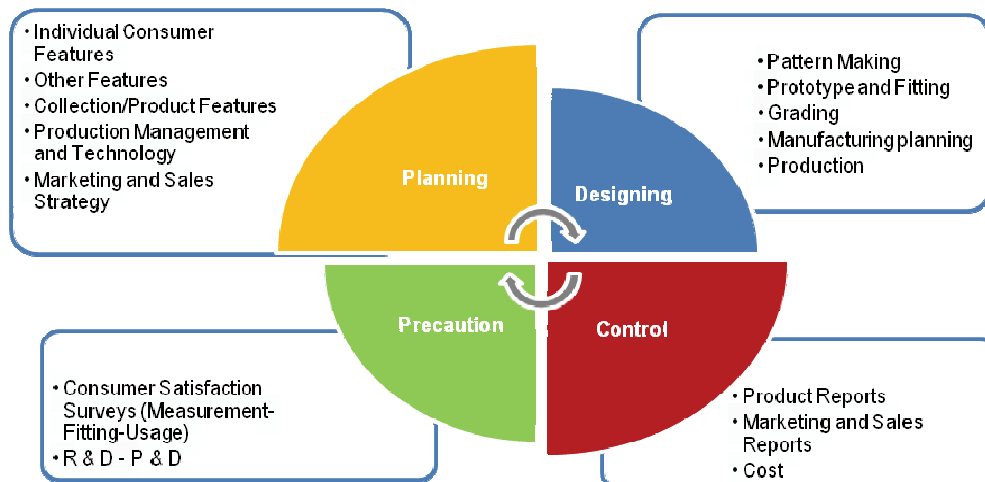 • Individual Consumer
Features
• Other Features
• Collection/Product Features
• Production Management
and Technology
• Marketing and Sales
Strategy
• Pattern Making
• Prototype and Fitting
• Grading
• Manufacturing planning
• Production
Planning
Designing
Precaution
Control
• Consumer Satisfaction
Surveys (Measurement-
Fitting-Usage)
• R & D - P & D
• Product Reports
• Marketing and Sales
Reports
• Cost